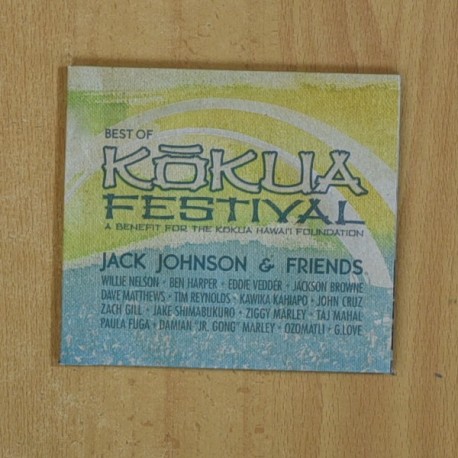 BEST OF
KŌKUA
FESTIVAL
A BENEFIT FOR THE KŌKUA HAWAI'I FOUNDATION
JACK JOHNSON & FRIENDS
WILLIE NELSON • BEN HARPER • EDDIE VEDDER • JACKSON BROWNE
DAVE MATTHEWS • TIM REYNOLDS • KAWIKA KAHIAPO • JOHN CRUZ
ZACH GILL • JAKE SHIMABUKURO • ZIGGY MARLEY • TAJ MAHAL
PAULA FUGA • DAMIAN "JR. GONG" MARLEY • OZOMATLI • G.LOVE